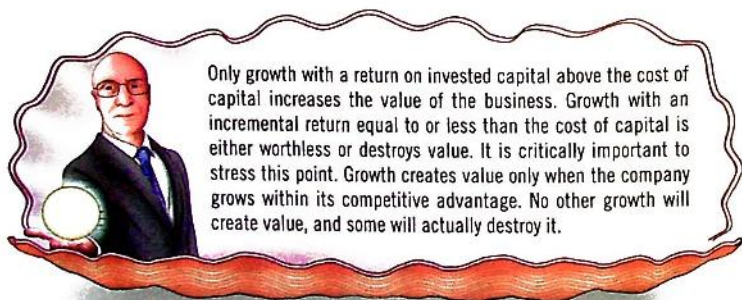 Only growth with a return on invested capital above the cost of
capital increases the value of the business. Growth with an
incremental return equal to or less than the cost of capital is
either worthless or destroys value. It is critically important to
stress this point. Growth creates value only when the company
grows within its competitive advantage. No other growth will
create value, and some will actually destroy it.